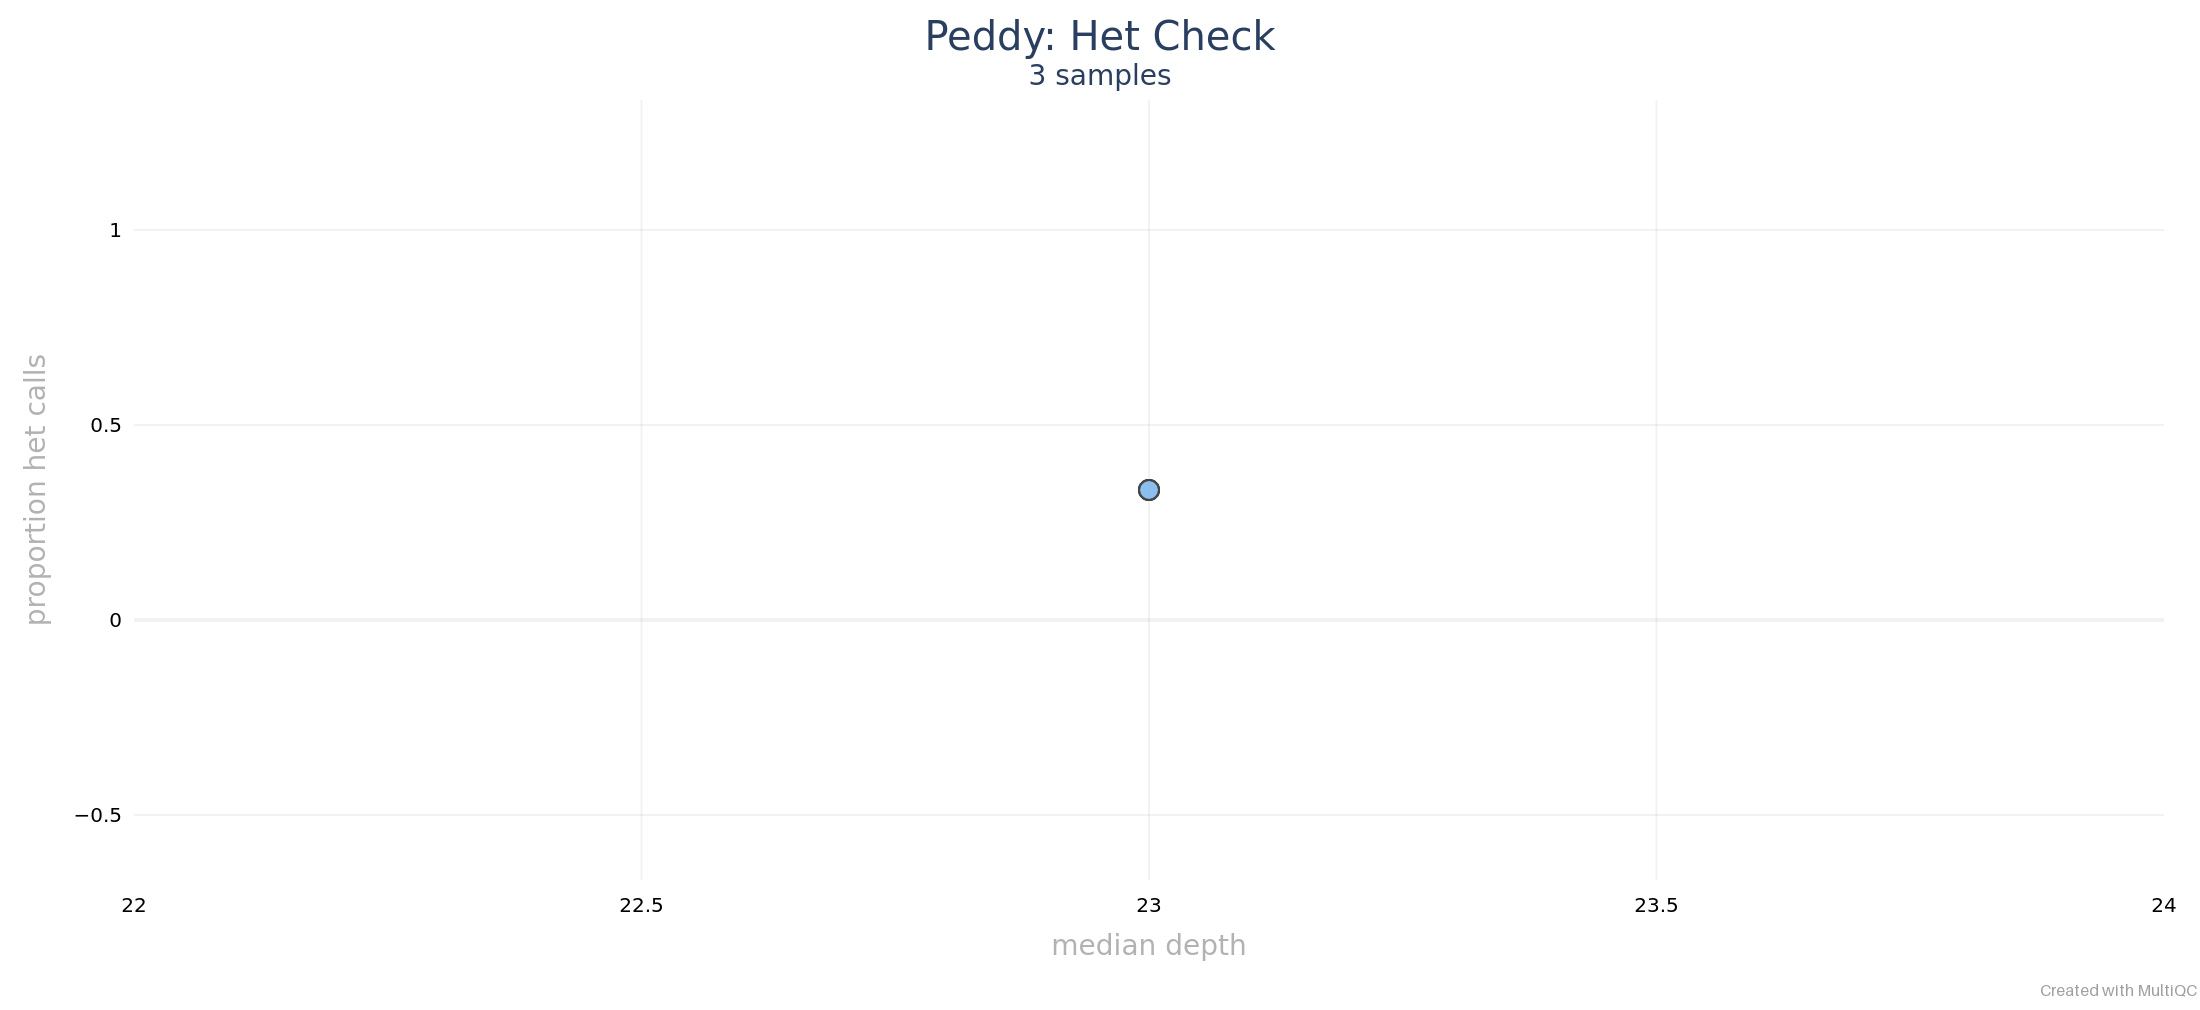 Peddy: Het Check
3 samples
1
0.5
0
−0.5
proportion het calls
22
22.5
23
23.5
24
median depth
Created with MultiQC